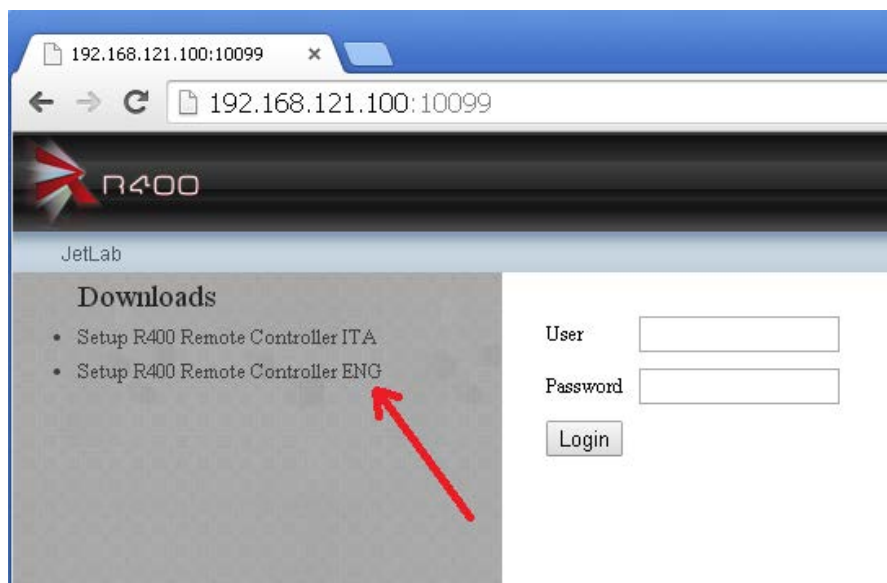 192.168.121.100:10099
192.168.121.100:10099
R400
JetLab
Downloads
Setup R400 Remote Controller ITA
Setup R400 Remote Controller ENG
User
Password
Login